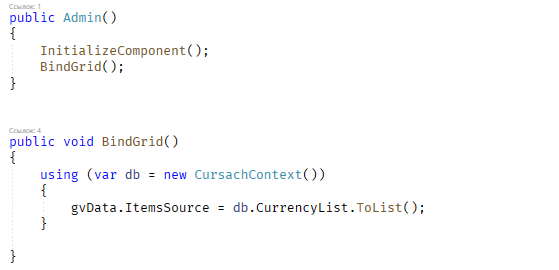 Ссылок: 1
public Admin()
{
InitializeComponent();
BindGrid();
}
Ссылок: 4
public void BindGrid()
{
using (var db = new CursachContext())
{
gvData.ItemsSource = db.CurrencyList.ToList();
}
}